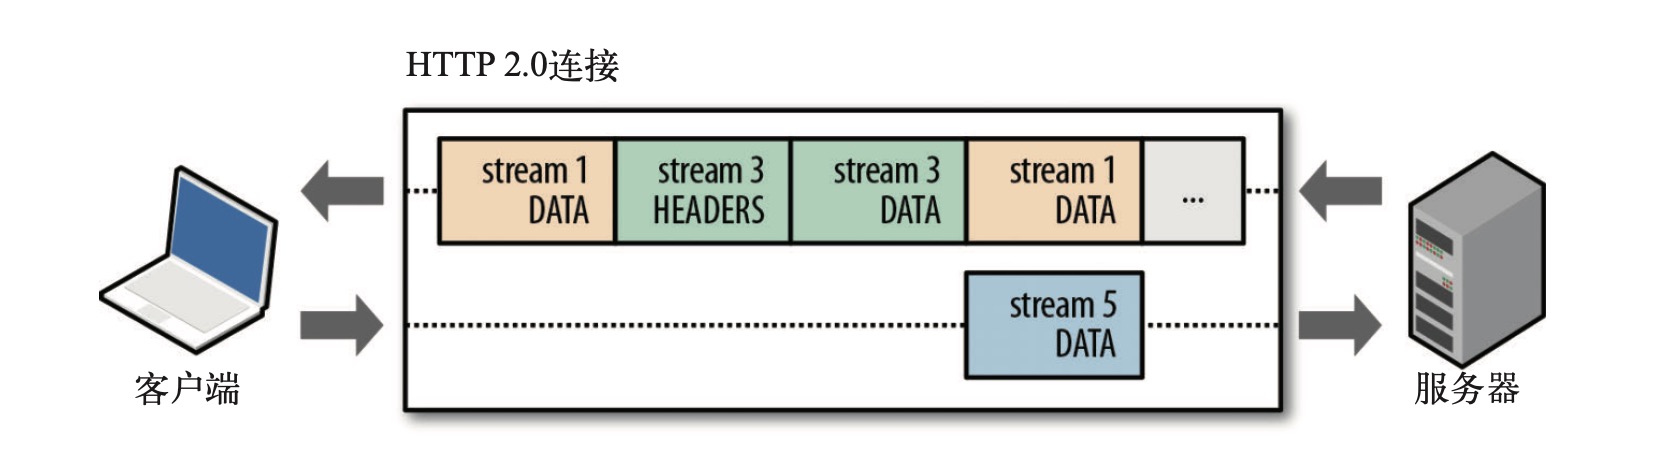 HTTP 2.0连接
stream 1
DATA
stream 3
HEADERS
stream 3
DATA
stream 1
DATA
...
stream 5
DATA
客户端
服务器